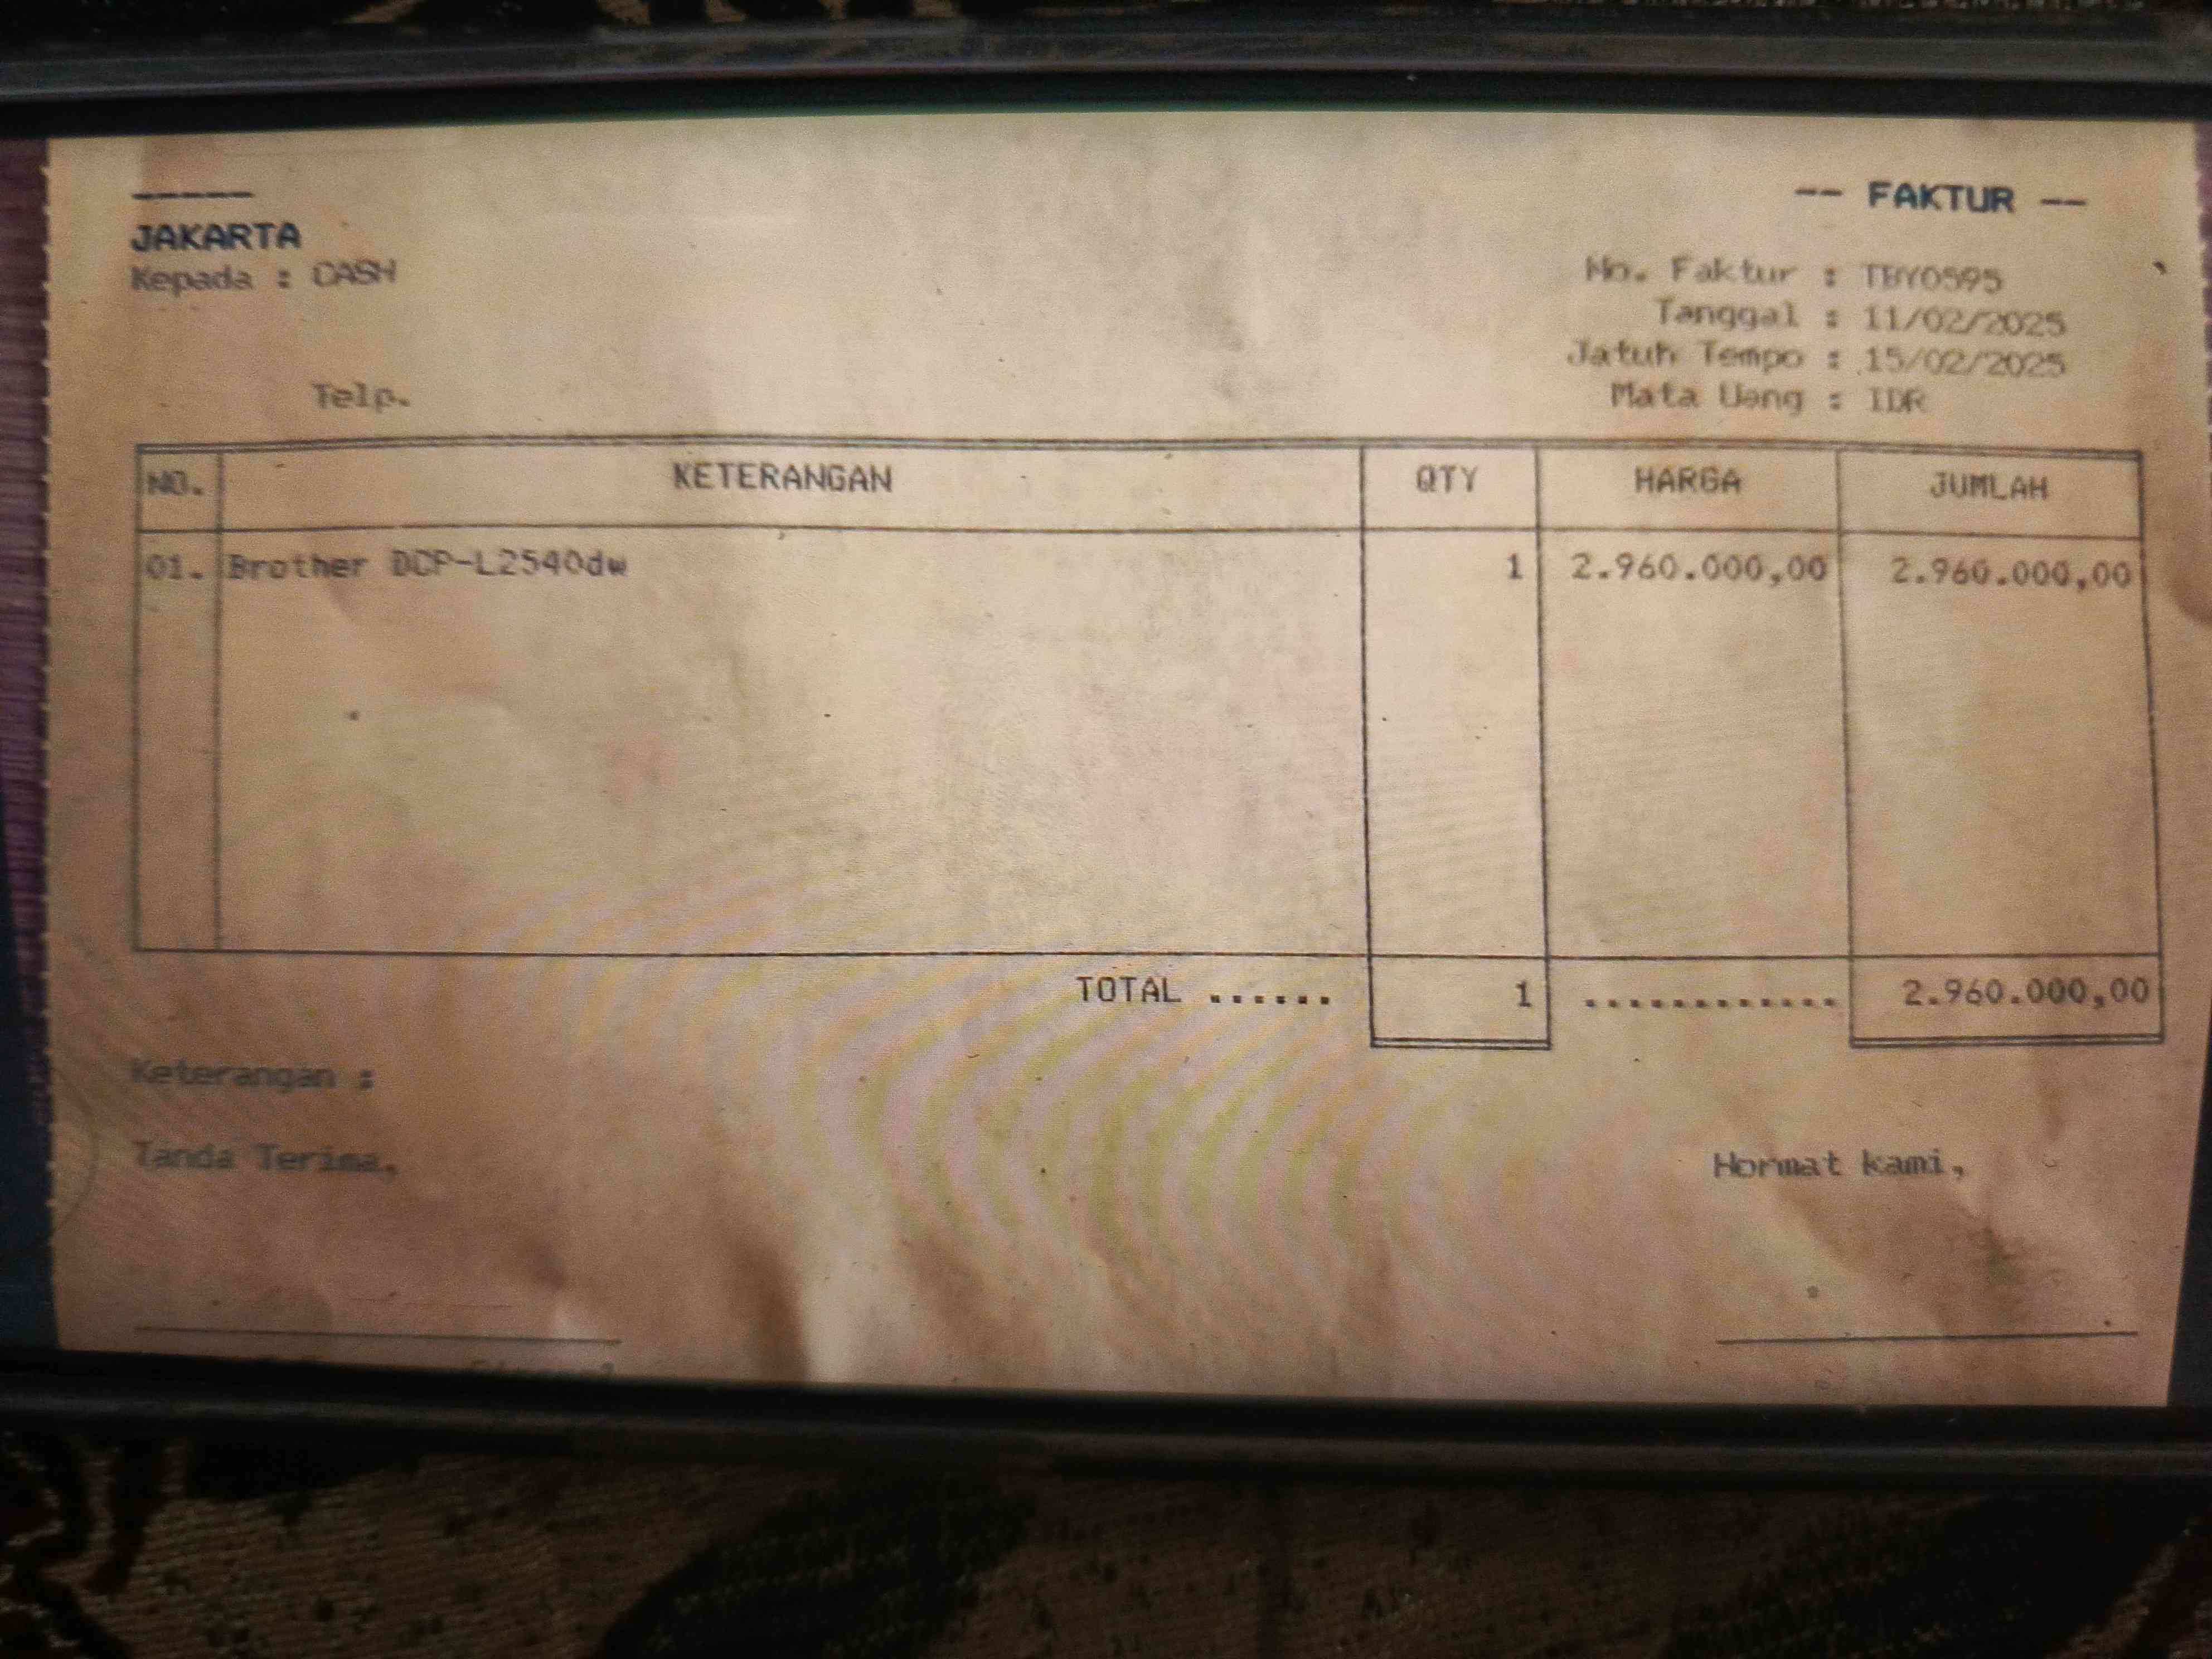 -----
-- FAKTUR --
JAKARTA
Kepada : CASH
No. Faktur : TBY0595
Tanggal : 11/02/2025
Jatuh Tempo : 15/02/2025
Telp.
Mata Uang : IDR
NO. KETERANGAN QTY HARGA JUMLAH
01. Brother DCP-L2540dw 1 2.960.000,00 2.960.000,00
TOTAL ...... 1 ............ 2.960.000,00
Keterangan :
Tanda Terima, Hormat kami,